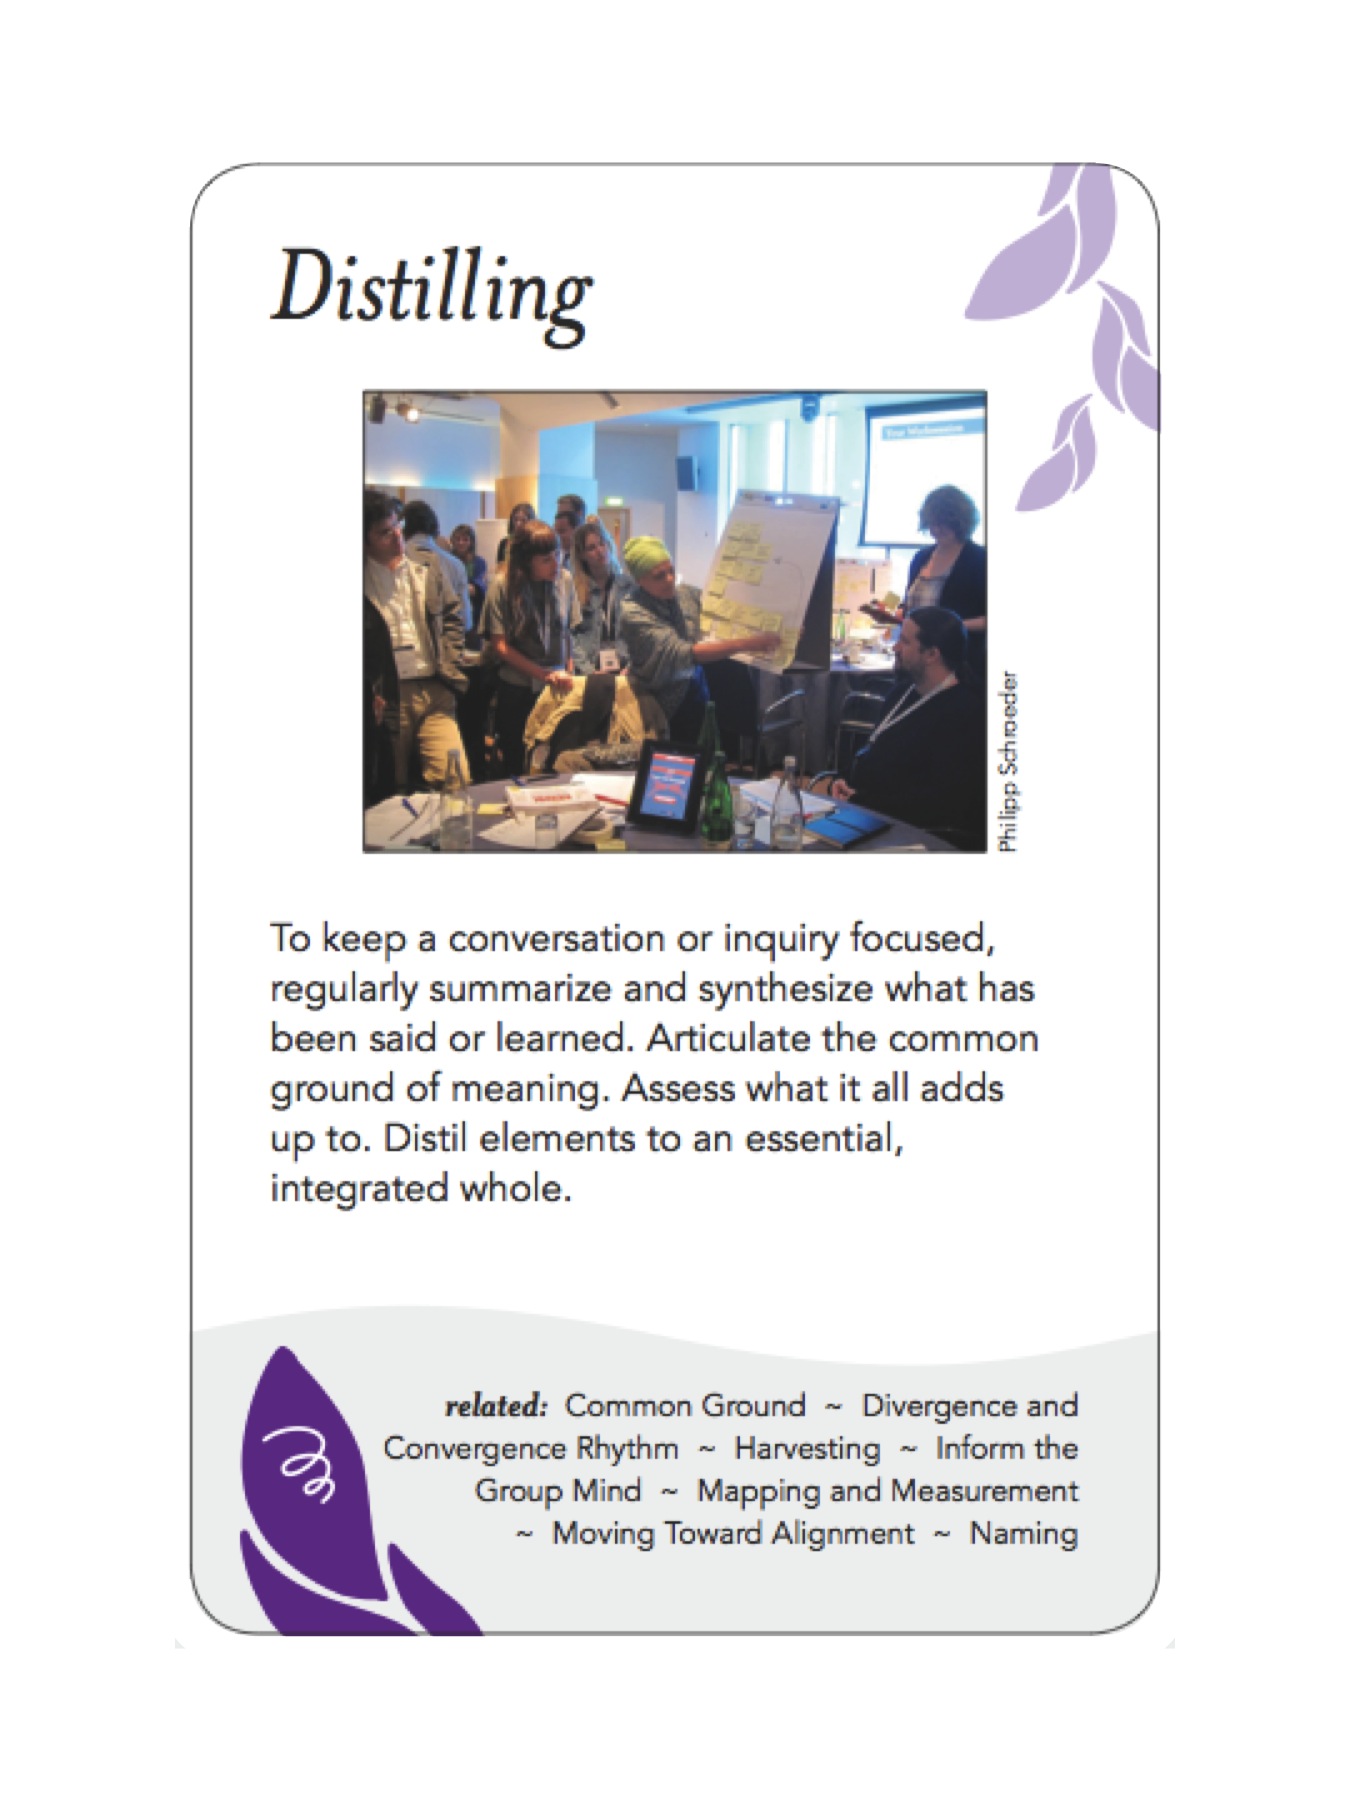 Distilling
Philipp Schroeder
To keep a conversation or inquiry focused,
regularly summarize and synthesize what has
been said or learned. Articulate the common
ground of meaning. Assess what it all adds
up to. Distil elements to an essential,
integrated whole.
related: Common Ground ~ Divergence and
Convergence Rhythm ~ Harvesting ~ Inform the
Group Mind ~ Mapping and Measurement
~ Moving Toward Alignment ~ Naming